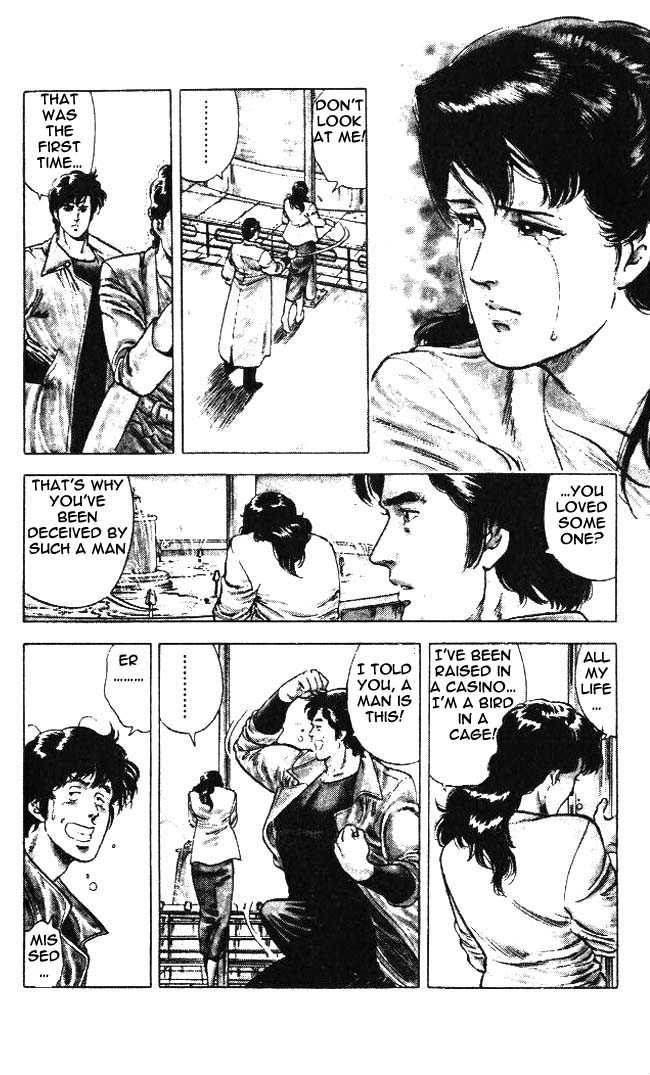 DON'T
LOOK
AT ME!
........
THAT
WAS
THE
FIRST
TIME...
...YOU
LOVED
SOME
ONE?
THAT'S WHY
YOU'VE
BEEN
DECEIVED BY
SUCH A MAN
ALL
MY
LIFE
...
I'VE BEEN
RAISED IN
A CASINO...
I'M A BIRD
IN A
CAGE!
I TOLD
YOU, A
MAN IS
THIS!
........
ER
.........
MIS
SED
...